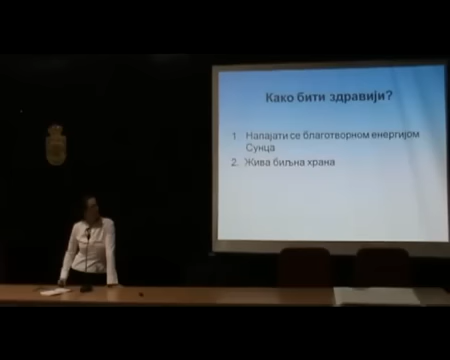 Како бити здравији?
1. Напајати се благотворном енергијом
Сунца
2. Жива биљна храна